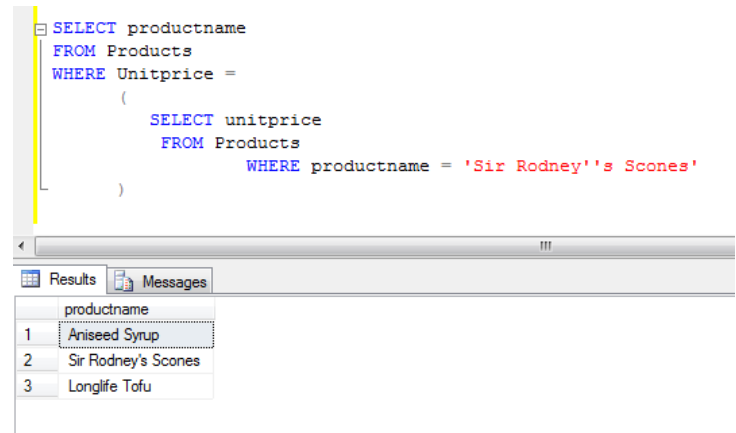 SELECT productname
FROM Products
WHERE Unitprice =
(
SELECT unitprice
FROM Products
WHERE productname = 'Sir Rodney''s Scones'
)
Results Messages
productname
1 Aniseed Syrup
2 Sir Rodney's Scones
3 Longlife Tofu